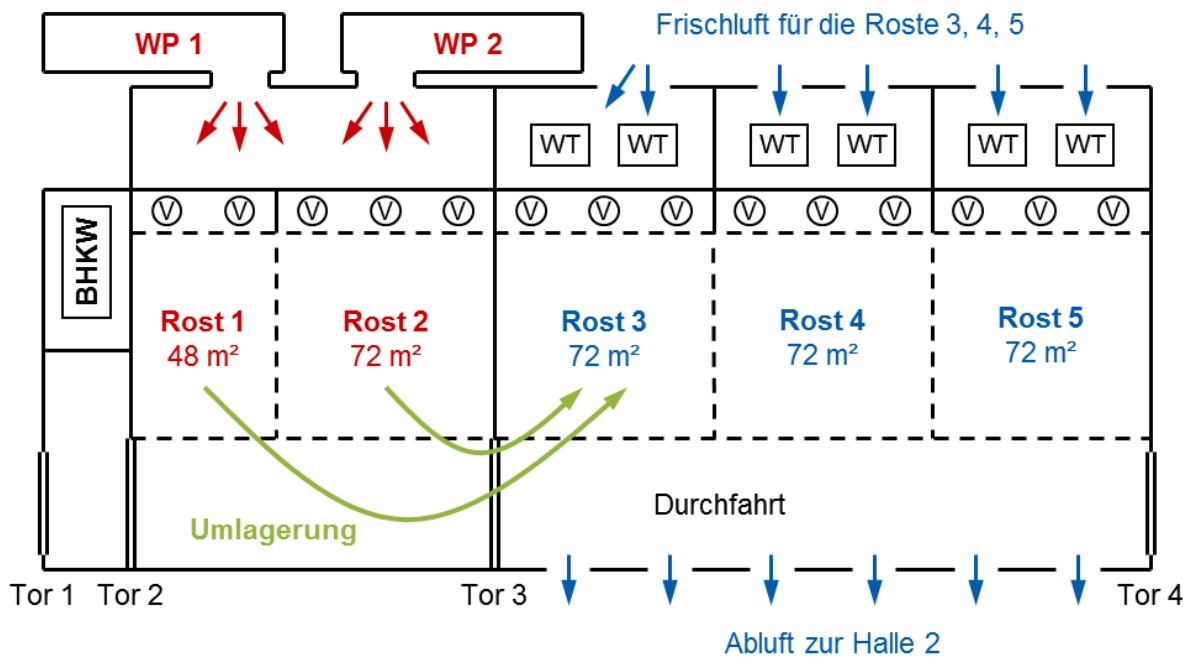 WP 1
WP 2
Frischluft für die Roste 3, 4, 5
WT
WT
WT
WT
WT
WT
V
V
V
V
V
V
V
V
V
V
V
V
V
V
BHKW
Rost 1
48 m²
Rost 2
72 m²
Rost 3
72 m²
Rost 4
72 m²
Rost 5
72 m²
Durchfahrt
Umlagerung
Tor 1
Tor 2
Tor 3
Tor 4
Abluft zur Halle 2